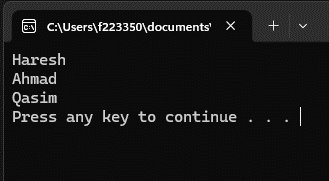 C:\Users\f223350\documents\
Haresh
Ahmad
Qasim
Press any key to continue . . .